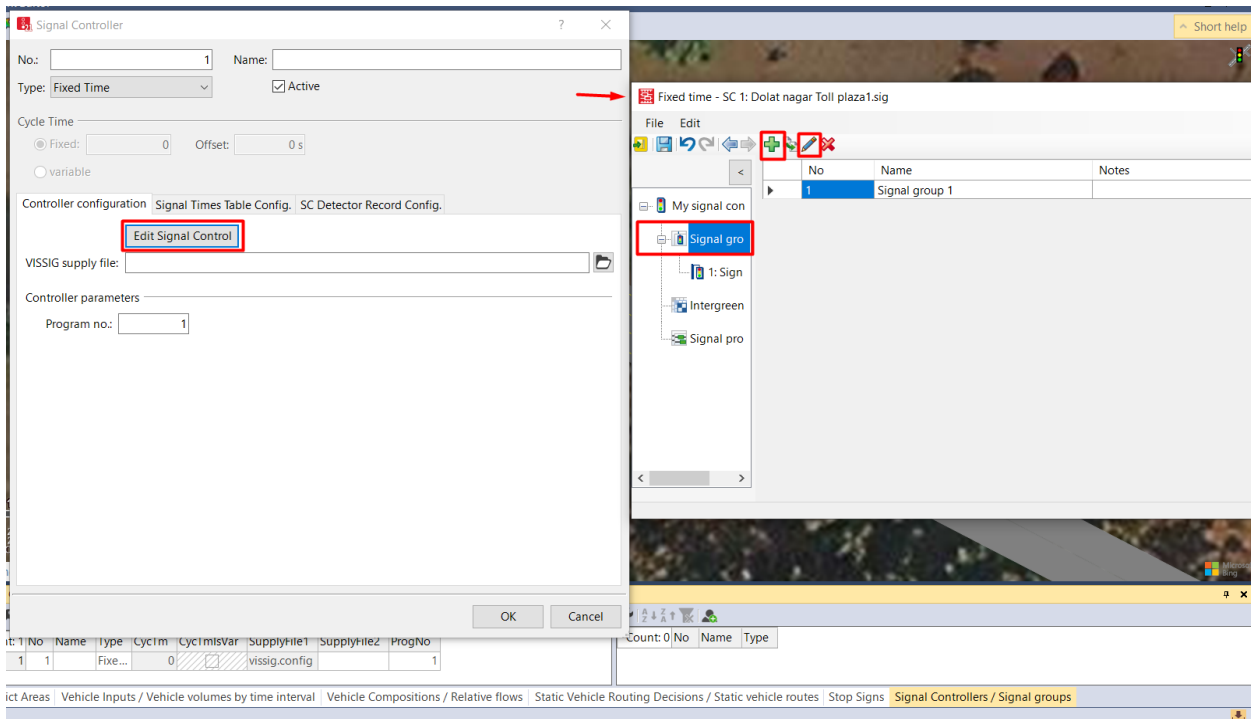 Signal Controller
?
Short help
No.: 1 Name:
Type: Fixed Time Active
Cycle Time
Fixed: 0 Offset: 0 s
variable
Controller configuration Signal Times Table Config. SC Detector Record Config.
Edit Signal Control
VISSIG supply file:
Controller parameters
Program no.: 1
OK Cancel
Fixed time - SC 1: Dolat nagar Toll plaza1.sig
File Edit
<
No Name Notes
1 Signal group 1
My signal con
Signal gro
1: Sign
Intergreen
Signal pro
Bing
1 No Name Type CycTm CycTmIsVar SupplyFile1 SupplyFile2 ProgNo
1 1 Fixe... 0 vissig.config 1
Count: 0 No Name Type
ict Areas Vehicle Inputs / Vehicle volumes by time interval Vehicle Compositions / Relative flows Static Vehicle Routing Decisions / Static vehicle routes Stop Signs Signal Controllers / Signal groups